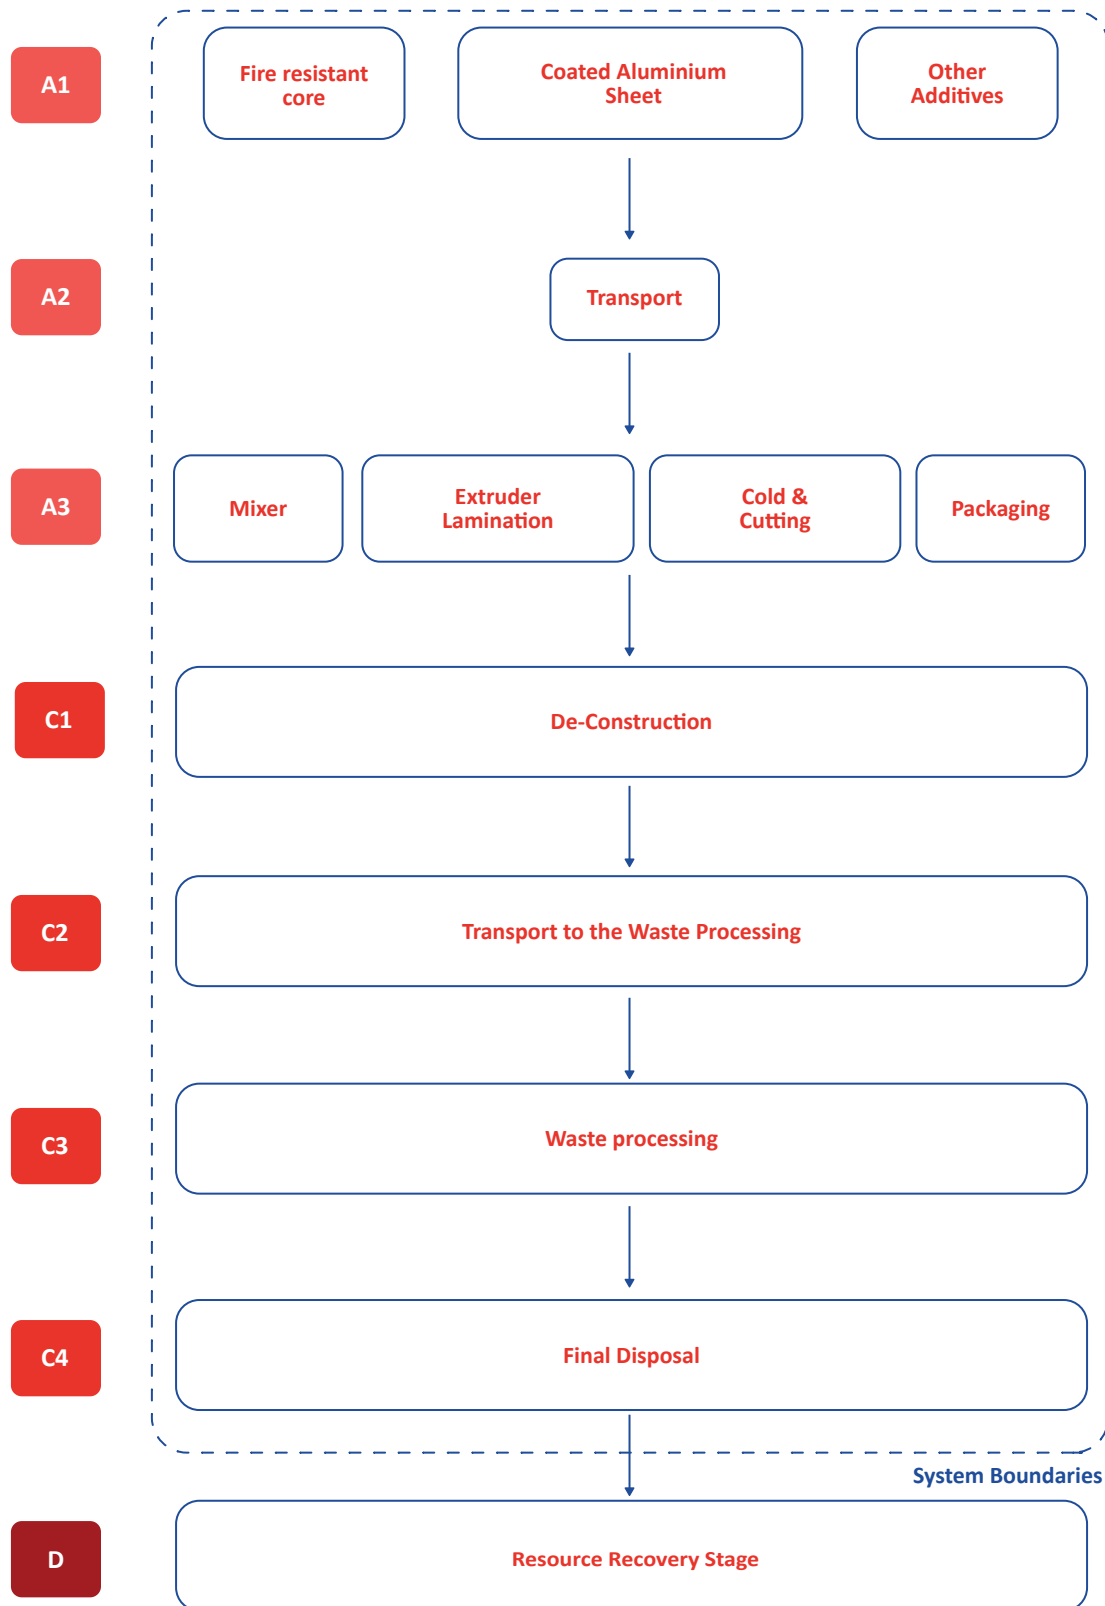 A1
Fire resistant
core
Coated Aluminium
Sheet
Other
Additives
A2
Transport
A3
Mixer
Extruder
Lamination
Cold &
Cutting
Packaging
C1
De-Construction
C2
Transport to the Waste Processing
C3
Waste processing
C4
Final Disposal
System Boundaries
D
Resource Recovery Stage